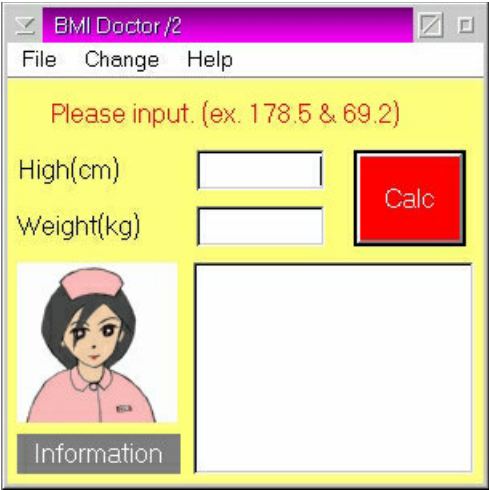 BMI Doctor /2
File Change Help
Please input. (ex. 178.5 & 69.2)
High(cm)
Calc
Weight(kg)
Information